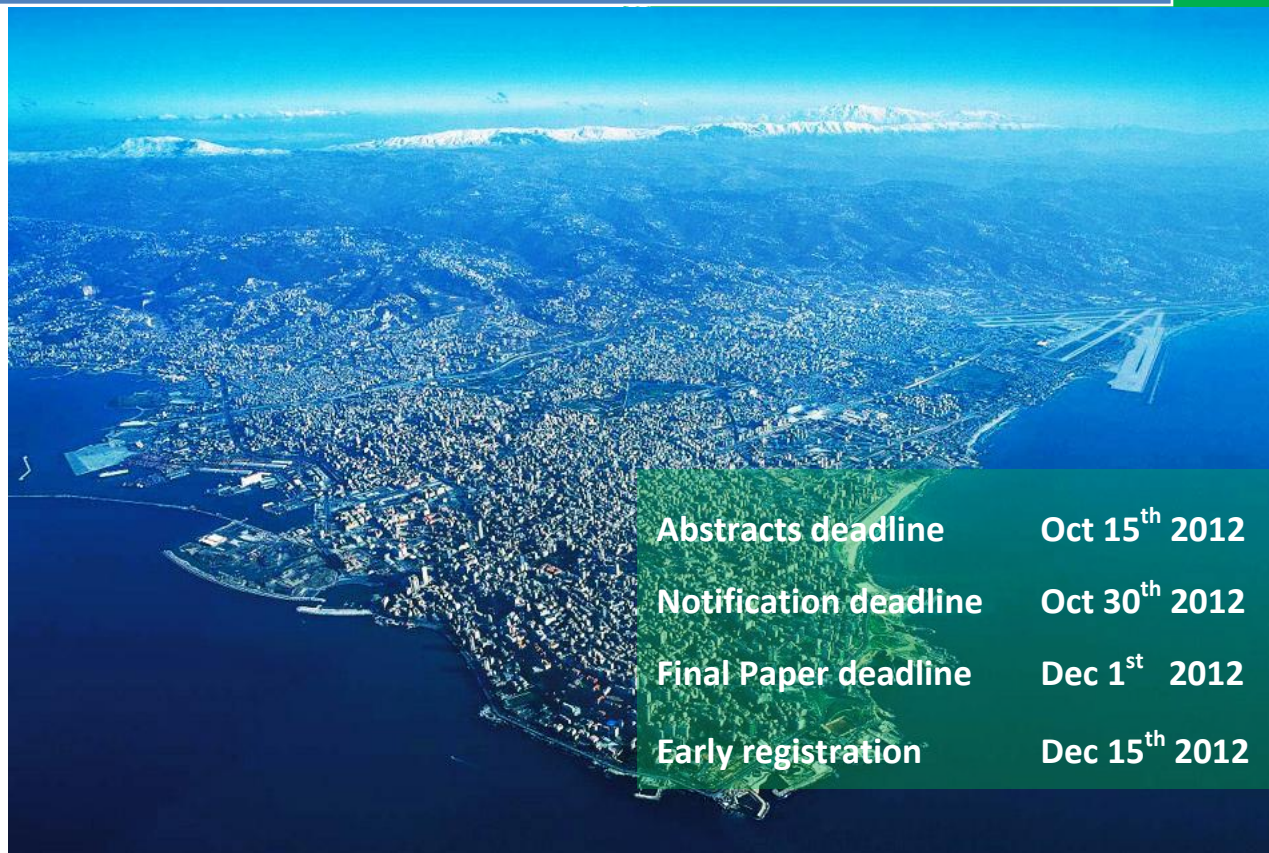 Abstracts deadline Oct 15th 2012
Notification deadline Oct 30th 2012
Final Paper deadline Dec 1st 2012
Early registration Dec 15th 2012